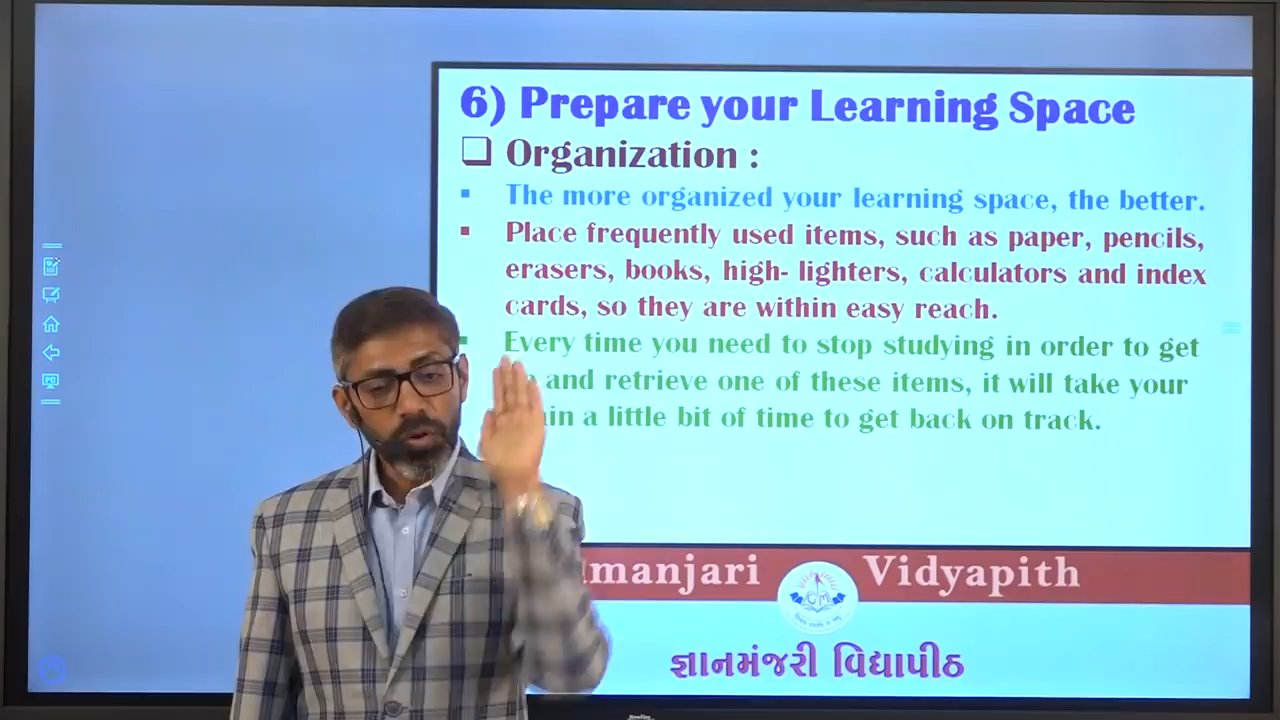 6) Prepare your Learning Space
❑ Organization :
▪ The more organized your learning space, the better.
▪ Place frequently used items, such as paper, pencils,
erasers, books, high- lighters, calculators and index
cards, so they are within easy reach.
▪ Every time you need to stop studying in order to get
and retrieve one of these items, it will take your
a little bit of time to get back on track.
Vidyapith
GM
જ્ઞાનમંજરી વિદ્યાપીઠ